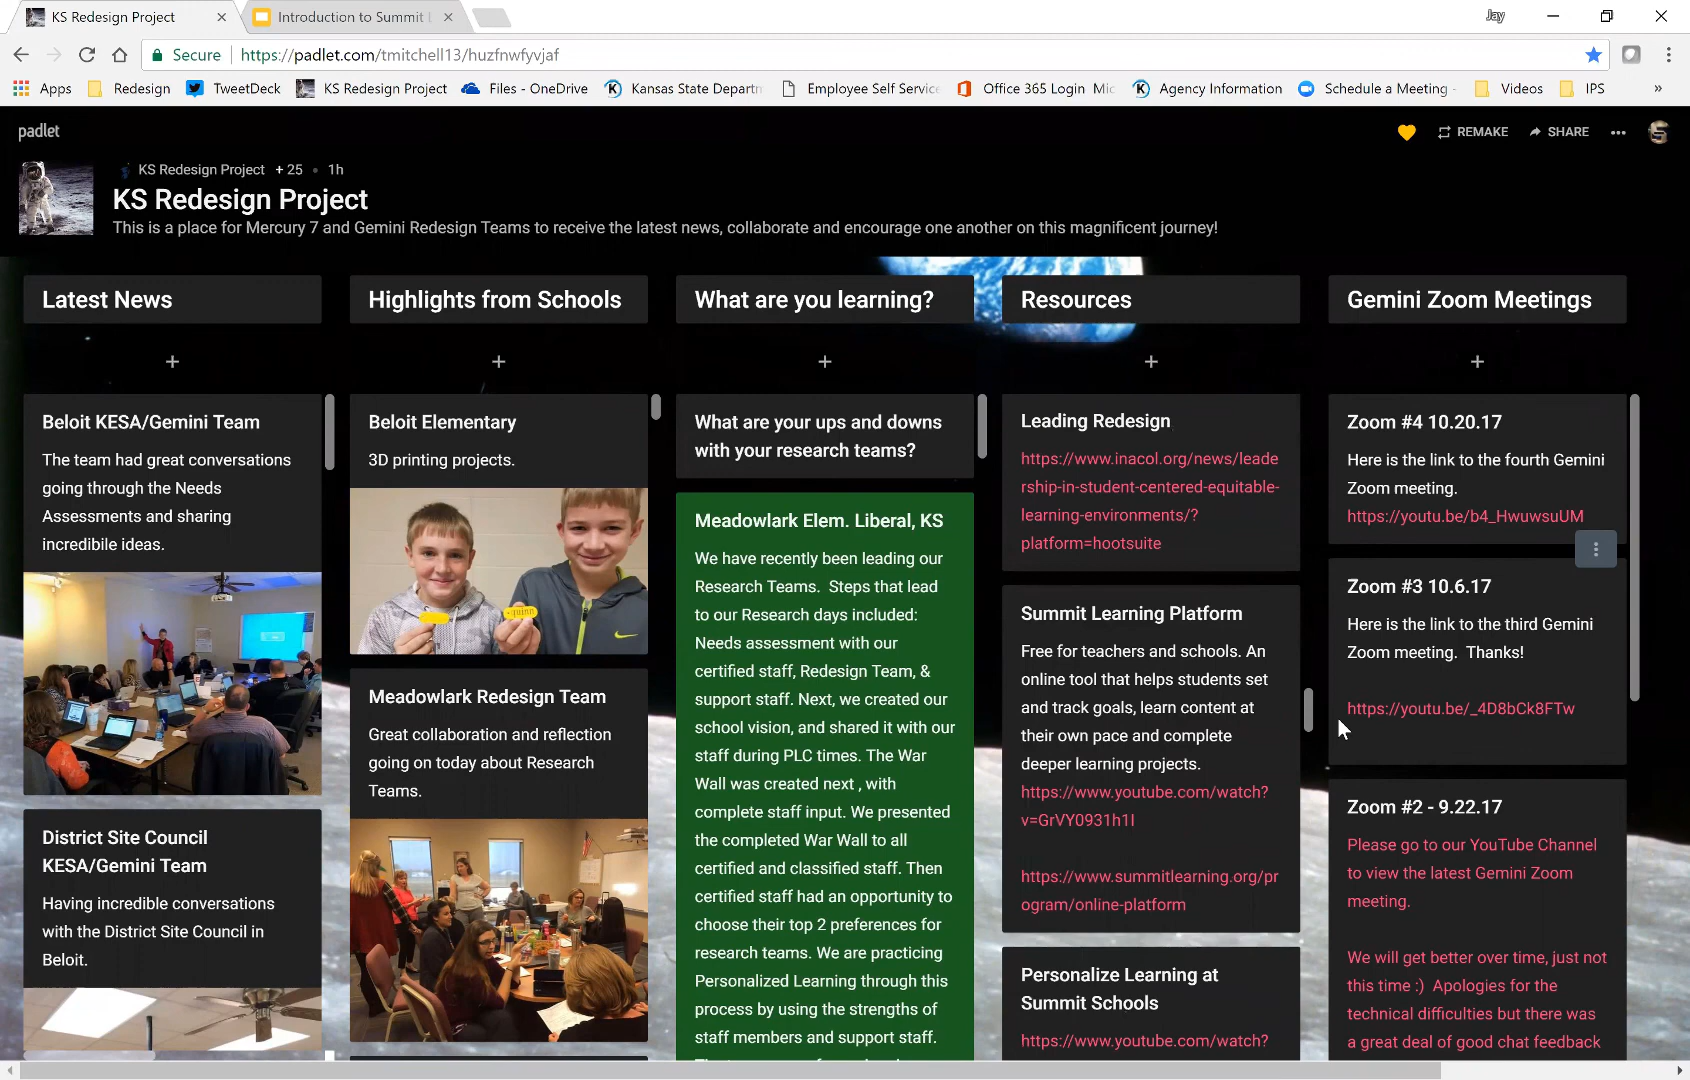 KS Redesign Project
Introduction to Summit
Jay
Secure
https://padlet.com/tmitchell13/huzfnwfyvjaf
Apps
Redesign
TweetDeck
KS Redesign Project
Files - OneDrive
Kansas State Departm
Employee Self Service
Office 365 Login
Agency Information
Schedule a Meeting -
Videos
IPS
»
padlet
REMAKE
SHARE
KS Redesign Project + 25 • 1h
KS Redesign Project
This is a place for Mercury 7 and Gemini Redesign Teams to receive the latest news, collaborate and encourage one another on this magnificent journey!
Latest News
+
Beloit KESA/Gemini Team
The team had great conversations
going through the Needs
Assessments and sharing
incredibile ideas.
District Site Council
KESA/Gemini Team
Having incredible conversations
with the District Site Council in
Beloit.
Highlights from Schools
+
Beloit Elementary
3D printing projects.
Meadowlark Redesign Team
Great collaboration and reflection
going on today about Research
Teams.
What are you learning?
+
What are your ups and downs
with your research teams?
Meadowlark Elem. Liberal, KS
We have recently been leading our
Research Teams.  Steps that lead
to our Research days included:
Needs assessment with our
certified staff, Redesign Team, &
support staff. Next, we created our
school vision, and shared it with our
staff during PLC times. The War
Wall was created next , with
complete staff input. We presented
the completed War Wall to all
certified and classified staff. Then
certified staff had an opportunity to
choose their top 2 preferences for
research teams. We are practicing
Personalized Learning through this
process by using the strengths of
staff members and support staff.
Resources
+
Leading Redesign
https://www.inacol.org/news/leade
rship-in-student-centered-equitable-
learning-environments/?
platform=hootsuite
Summit Learning Platform
Free for teachers and schools. An
online tool that helps students set
and track goals, learn content at
their own pace and complete
deeper learning projects.
https://www.youtube.com/watch?
v=GrVY0931h1I
https://www.summitlearning.org/pr
ogram/online-platform
Personalize Learning at
Summit Schools
https://www.youtube.com/watch?
Gemini Zoom Meetings
+
Zoom #4 10.20.17
Here is the link to the fourth Gemini
Zoom meeting.
https://youtu.be/b4_HwuwsuUM
Zoom #3 10.6.17
Here is the link to the third Gemini
Zoom meeting.  Thanks!
https://youtu.be/_4D8bCk8FTw
Zoom #2 - 9.22.17
Please go to our YouTube Channel
to view the latest Gemini Zoom
meeting.
We will get better over time, just not
this time :)  Apologies for the
technical difficulties but there was
a great deal of good chat feedback